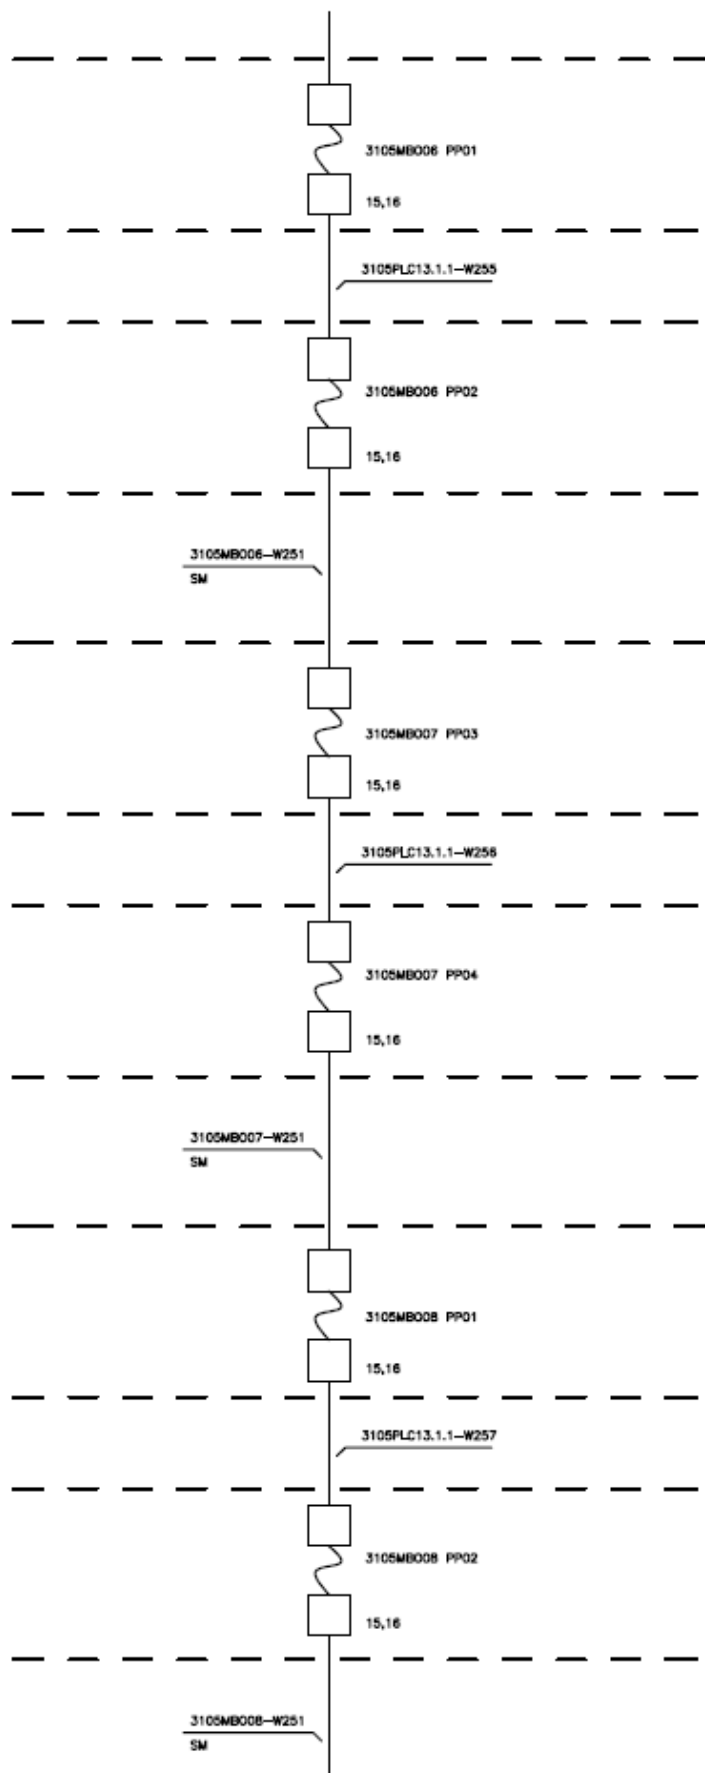 3105MB006 PP01
15,16
3105PLC13.1.1-W255
3105MB006 PP02
15,16
3105MB006-W251
SM
3105MB007 PP03
15,16
3105PLC13.1.1-W256
3105MB007 PP04
15,16
3105MB007-W251
SM
3105MB008 PP01
15,16
3105PLC13.1.1-W257
3105MB008 PP02
15,16
3105MB008-W251
SM